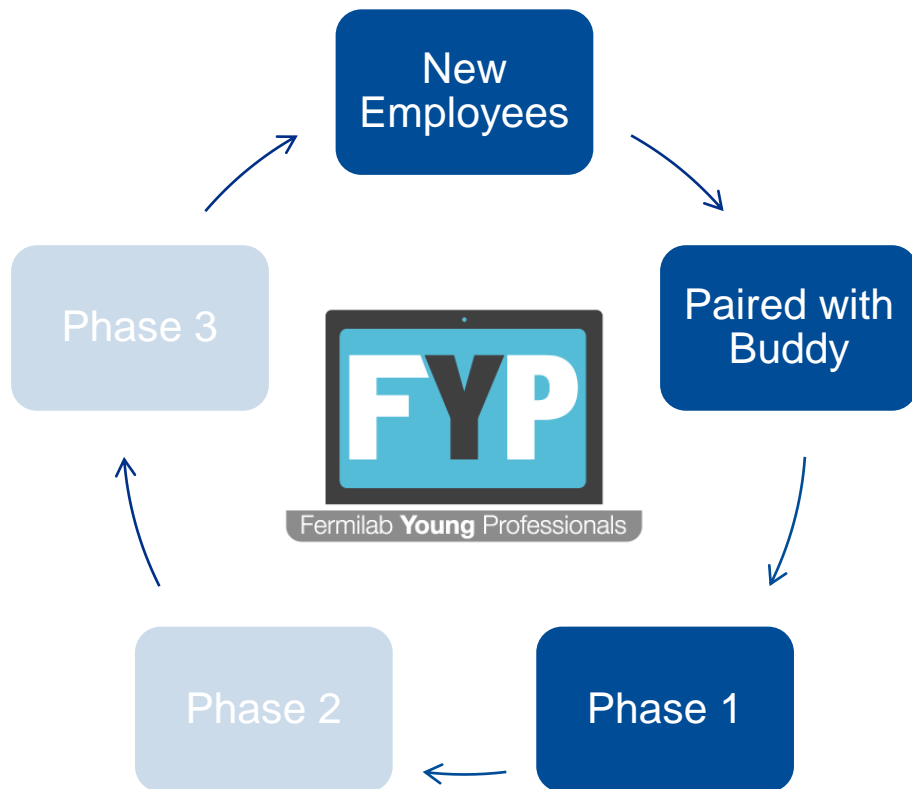 New
Employees
Paired with
Buddy
Phase 1
Phase 2
Phase 3
FYP
Fermilab Young Professionals